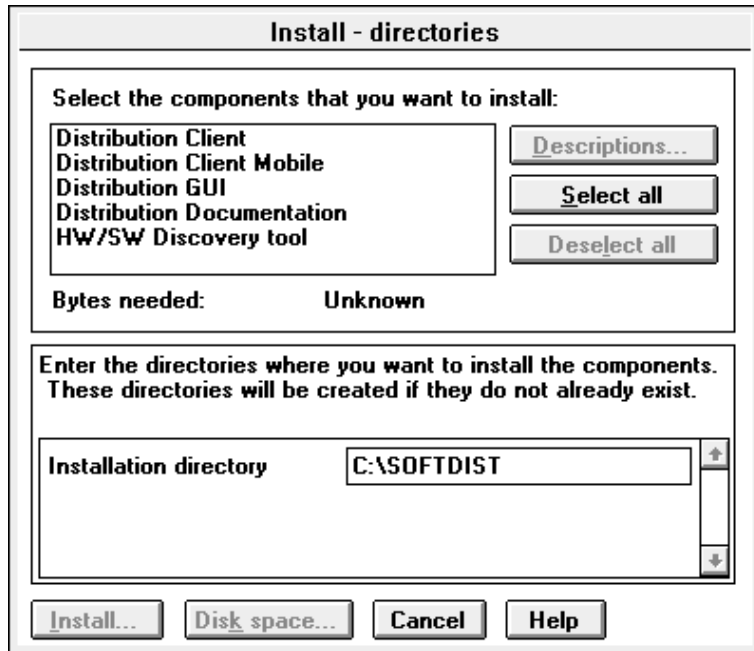 Install - directories
Select the components that you want to install:
Distribution Client
Distribution Client Mobile
Distribution GUI
Distribution Documentation
HW/SW Discovery tool
Descriptions...
Select all
Deselect all
Bytes needed: Unknown
Enter the directories where you want to install the components.
These directories will be created if they do not already exist.
Installation directory C:\SOFTDIST
Install... Disk space... Cancel Help